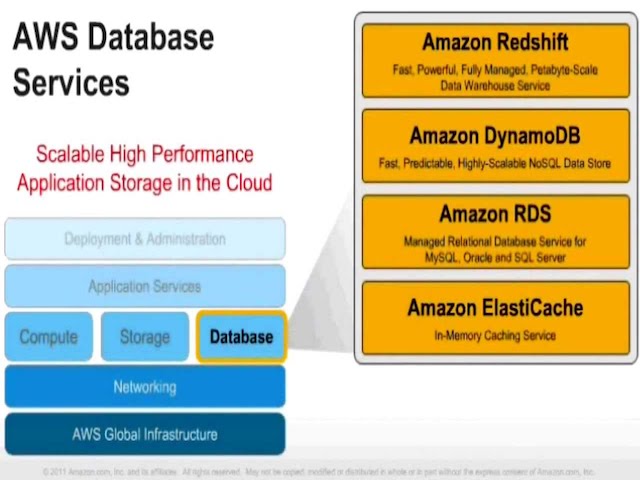 AWS Database
Services
Scalable High Performance
Application Storage in the Cloud
Deployment & Administration
Application Services
Compute
Storage
Database
Networking
AWS Global Infrastructure
Amazon Redshift
Fast, Powerful, Fully Managed, Petabyte-Scale
Data Warehouse Service
Amazon DynamoDB
Fast, Predictable, Highly-Scalable NoSQL Data Store
Amazon RDS
Managed Relational Database Service for
MySQL, Oracle and SQL Server
Amazon ElastiCache
In-Memory Caching Service
© 2011 Amazon.com, Inc. and its affiliates. All rights reserved. May not be copied, modified or distributed in whole or in part without the express consent of Amazon.com, Inc.